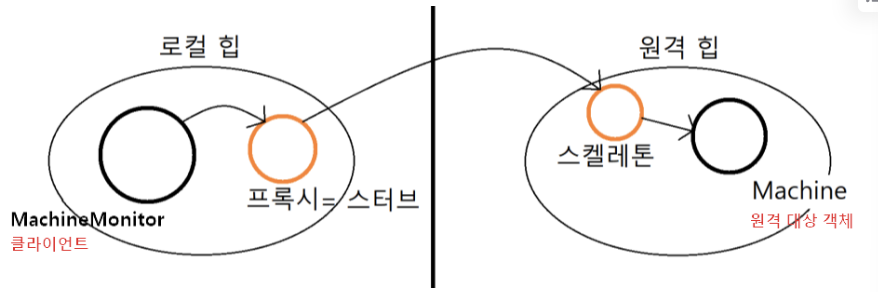 로컬 힙
원격 힙
스켈레톤
프록시= 스터브
Machine
MachineMonitor
원격 대상 객체
클라이언트